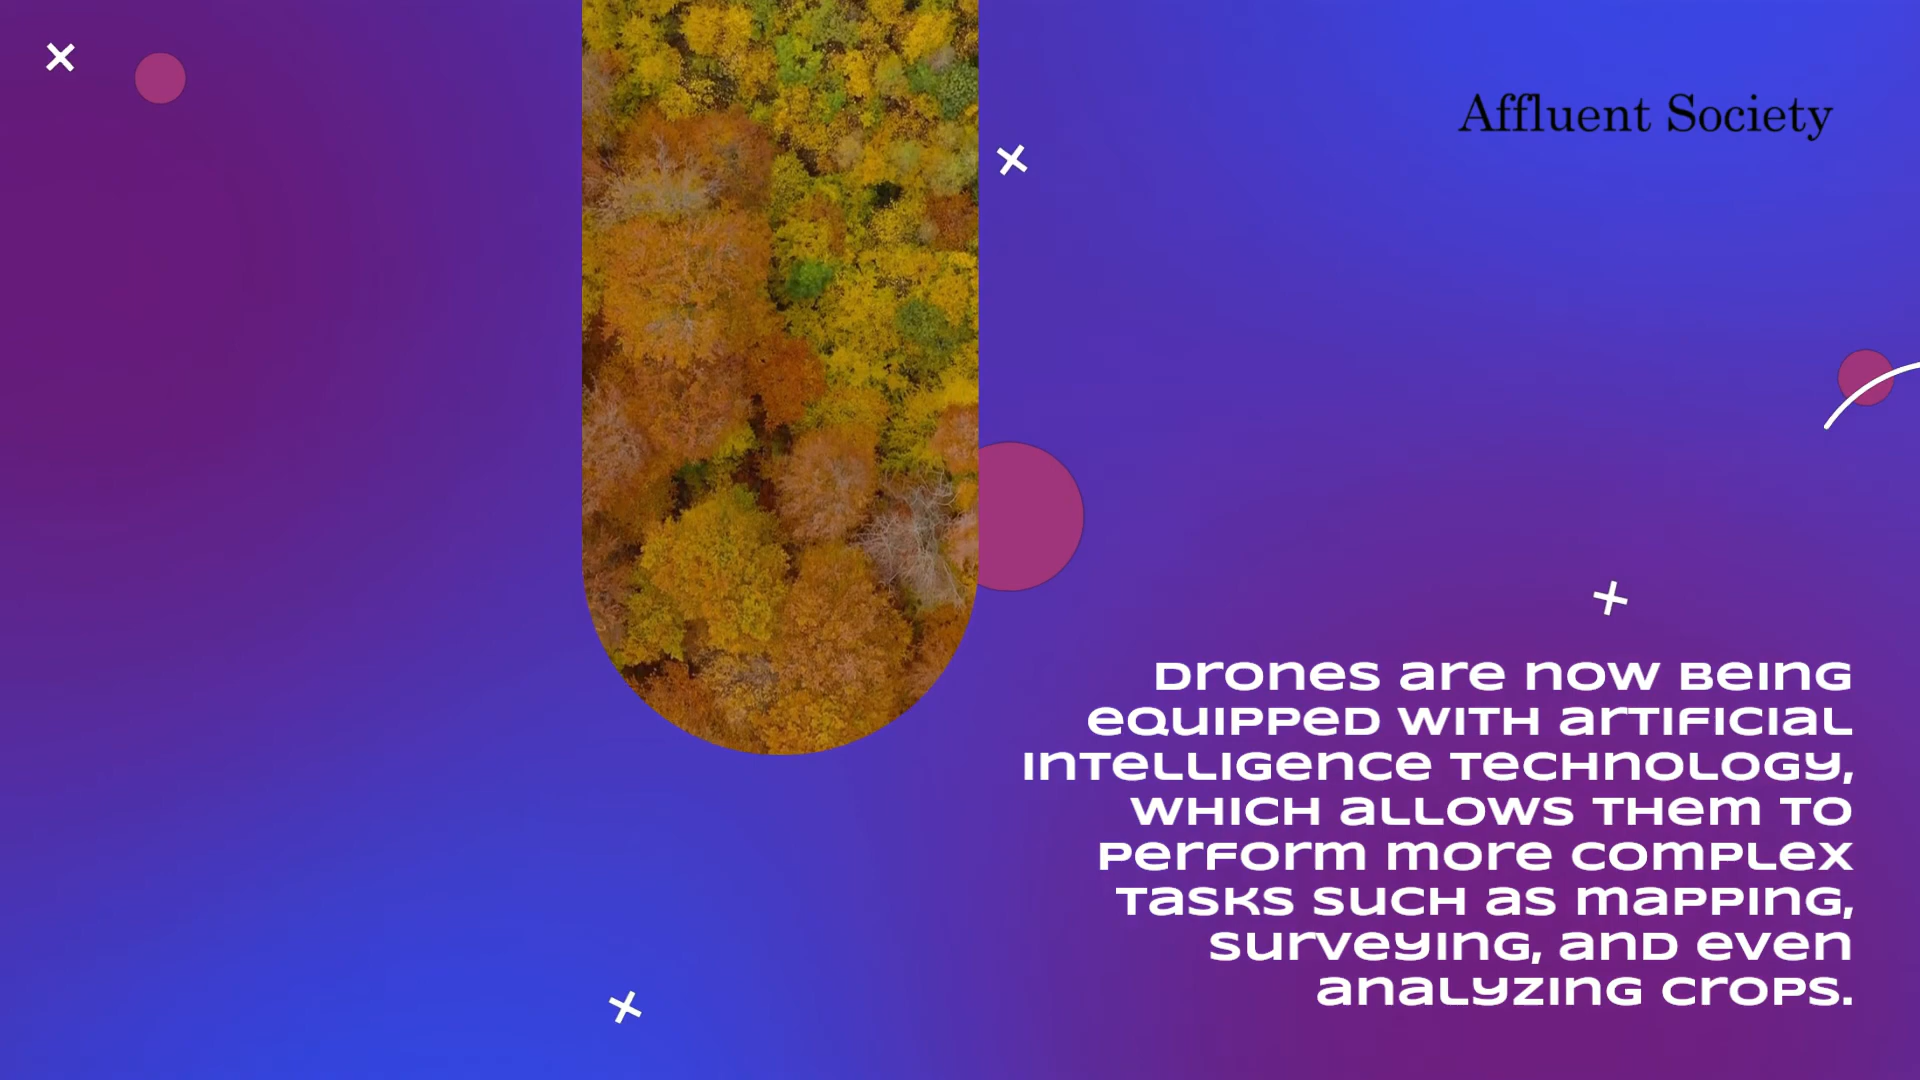 Affluent Society
Drones are now being
equipped with artificial
intelligence technology,
which allows them to
perform more complex
tasks such as mapping,
surveying, and even
analyzing crops.